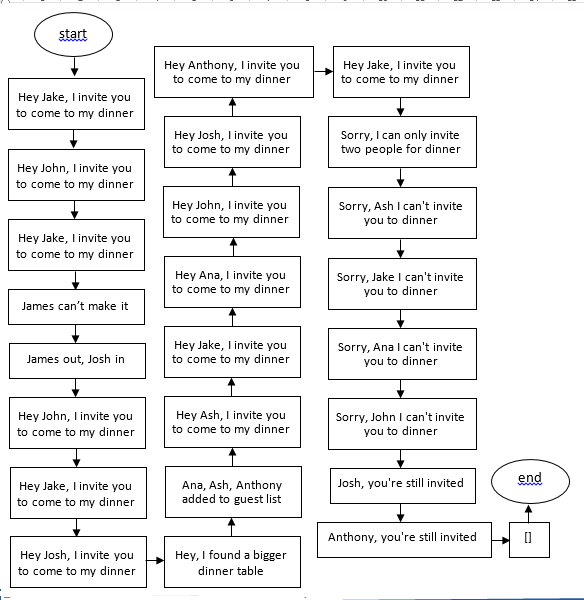 start
Hey Jake, I invite you
to come to my dinner
Hey John, I invite you
to come to my dinner
Hey Jake, I invite you
to come to my dinner
James can't make it
James out, Josh in
Hey John, I invite you
to come to my dinner
Hey Jake, I invite you
to come to my dinner
Hey Josh, I invite you
to come to my dinner
Hey, I found a bigger
dinner table
Ana, Ash, Anthony
added to guest list
Hey Ash, I invite you
to come to my dinner
Hey Jake, I invite you
to come to my dinner
Hey Ana, I invite you
to come to my dinner
Hey John, I invite you
to come to my dinner
Hey Josh, I invite you
to come to my dinner
Hey Anthony, I invite you
to come to my dinner
Hey Jake, I invite you
to come to my dinner
Sorry, I can only invite
two people for dinner
Sorry, Ash I can't invite
you to dinner
Sorry, Jake I can't invite
you to dinner
Sorry, Ana I can't invite
you to dinner
Sorry, John I can't invite
you to dinner
Josh, you're still invited
Anthony, you're still invited
[]
end